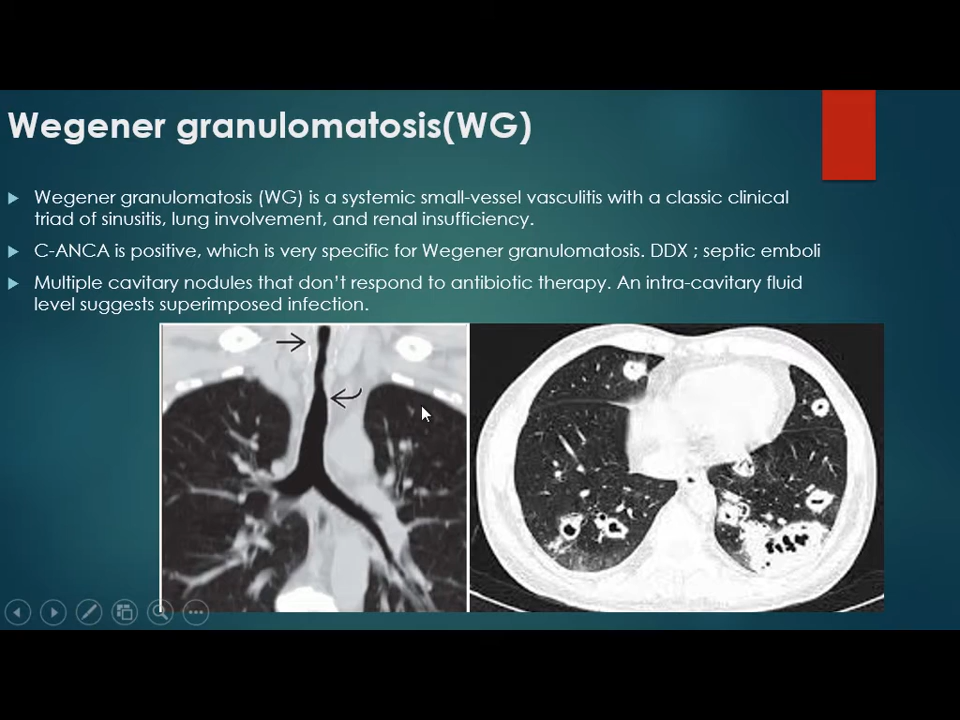 Wegener granulomatosis(WG)
Wegener granulomatosis (WG) is a systemic small-vessel vasculitis with a classic clinical
triad of sinusitis, lung involvement, and renal insufficiency.
C-ANCA is positive, which is very specific for Wegener granulomatosis. DDX ; septic emboli
Multiple cavitary nodules that don't respond to antibiotic therapy. An intra-cavitary fluid
level suggests superimposed infection.